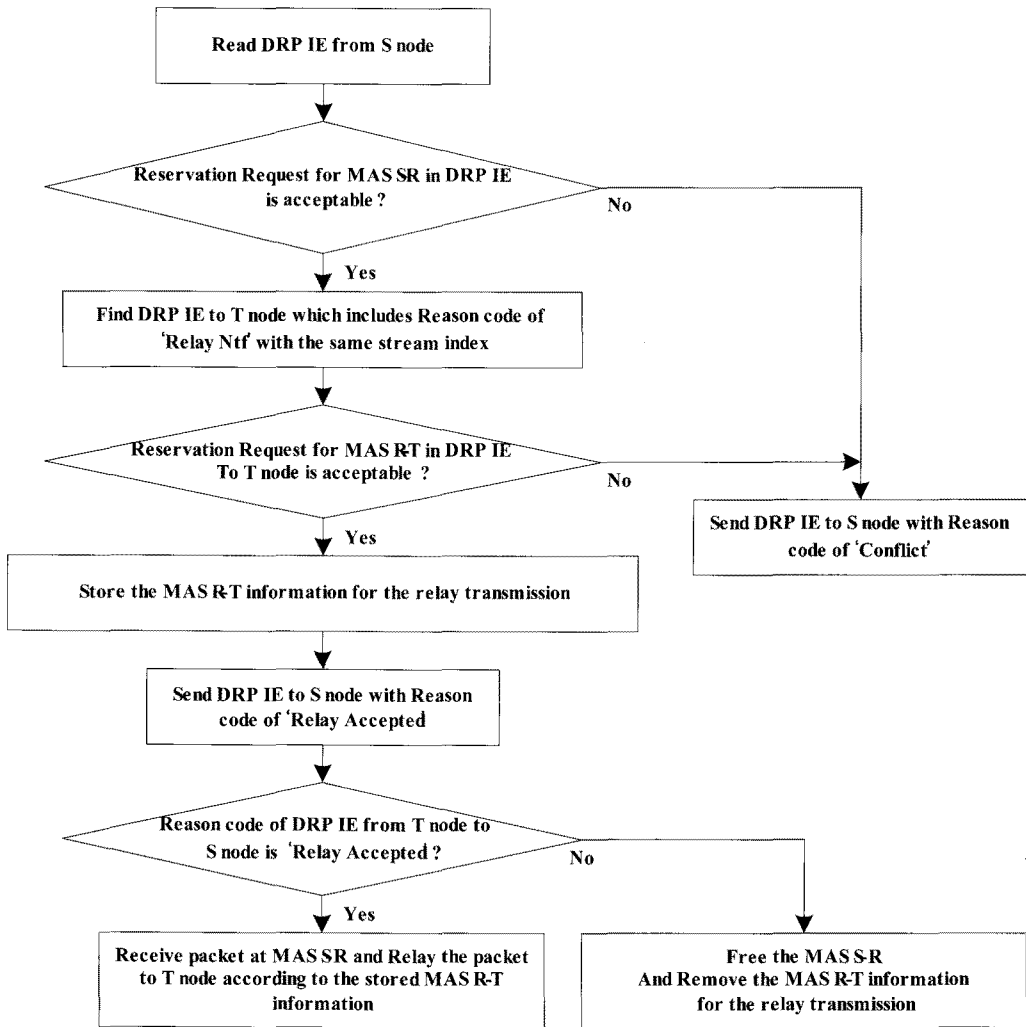 Read DRP IE from S node
Reservation Request for MAS SR in DRP IE
is acceptable ?
No
Yes
Find DRP IE to T node which includes Reason code of
'Relay Ntf' with the same stream index
Reservation Request for MAS R-T in DRP IE
To T node is acceptable ?
No
Yes
Send DRP IE to S node with Reason
code of 'Conflict'
Store the MAS R-T information for the relay transmission
Send DRP IE to S node with Reason
code of 'Relay Accepted
Reason code of DRP IE from T node to
S node is 'Relay Accepted ?
No
Yes
Receive packet at MAS SR and Relay the packet
to T node according to the stored MAS R-T
information
Free the MAS S-R
And Remove the MAS R-T information
for the relay transmission